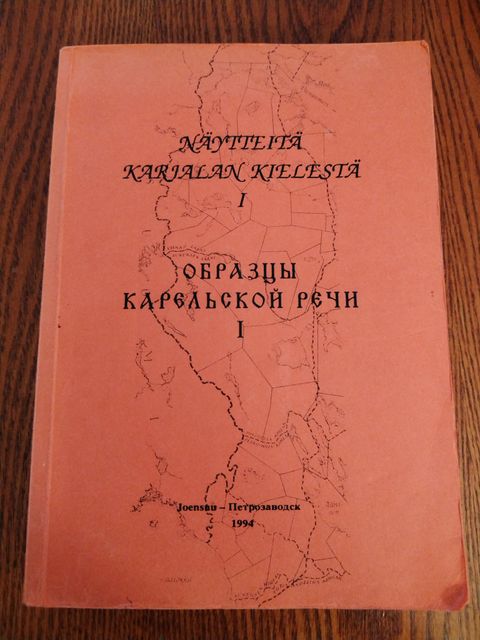 NÄYTTEITÄ
KARJALAN KIELESTÄ
I
ОБРАЗЦЫ
КАРЕЛЬСКОЙ РЕЧИ
I
Joensuu – Петрозаводск
1994